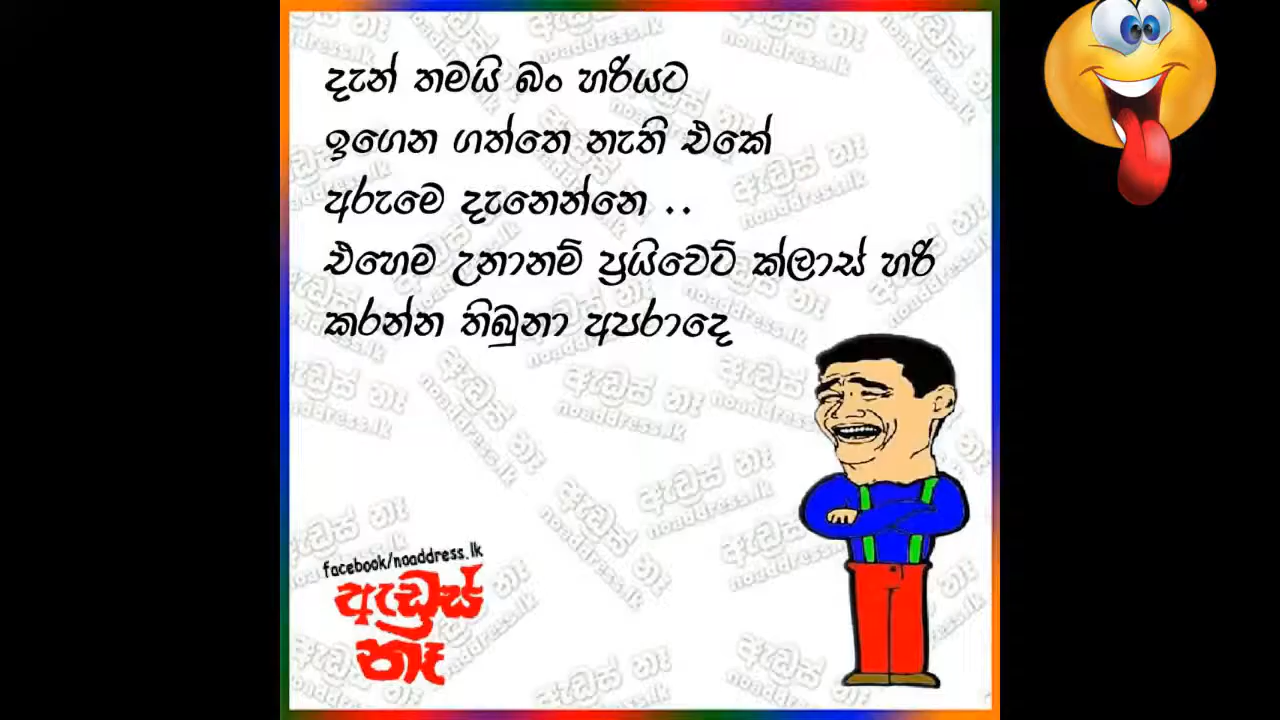 දැන් තමයි බං හරියට
ඉගෙන ගත්තෙ නැති එකේ
අරුමෙ දැනෙන්නෙ ..
එහෙම උනානම් ප්‍රයිවෙට් ක්ලාස් හරි
කරන්න තිබුනා අපරාදෙ
facebook/noaddress.lk
ඇඩ්‍රස්
නෑ